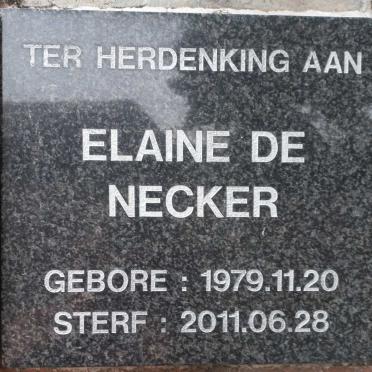 TER HERDENKING AAN
ELAINE DE
NECKER
GEBORE : 1979.11.20
STERF : 2011.06.28